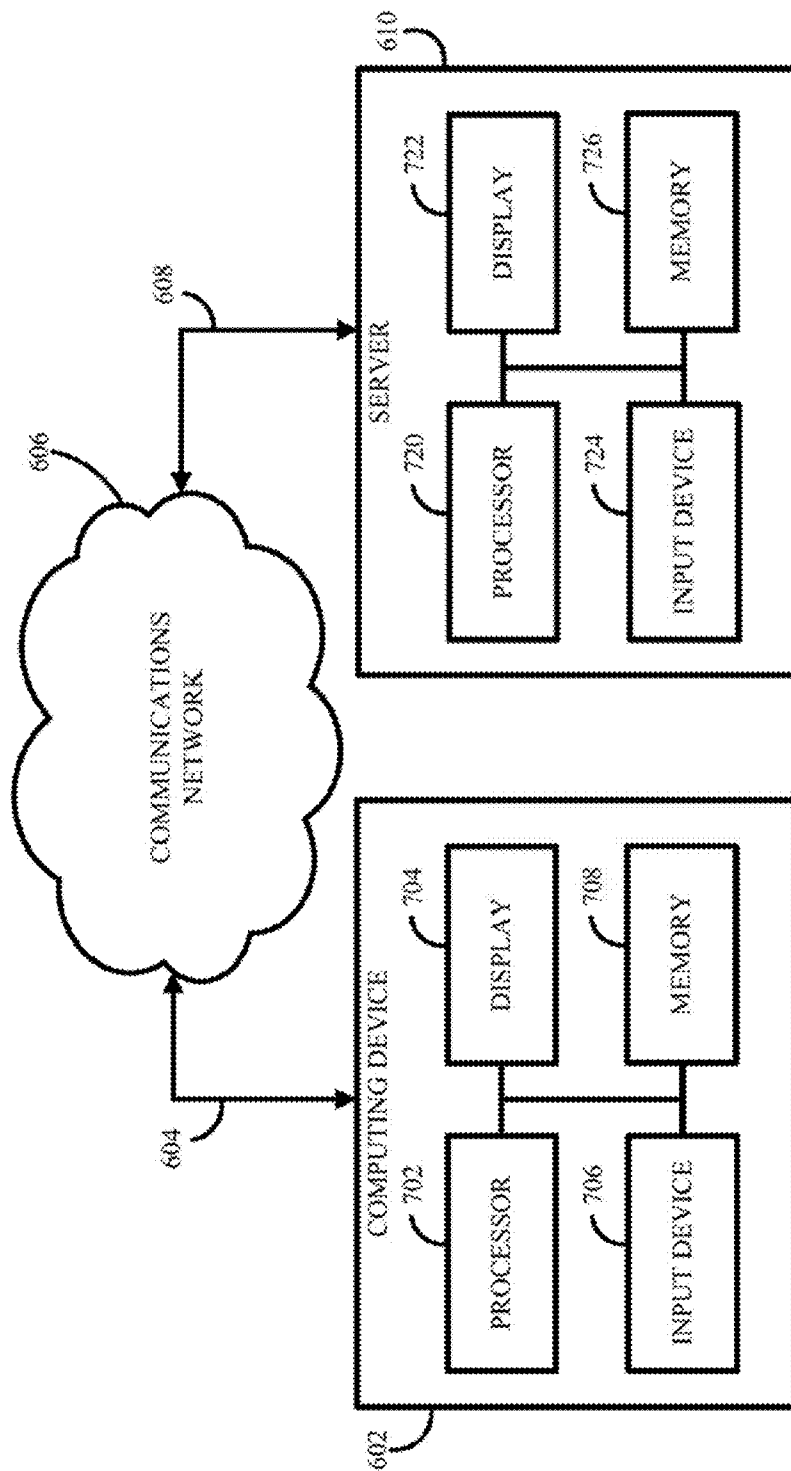 606
COMMUNICATIONS
NETWORK
604
608
602
COMPUTING DEVICE
702
PROCESSOR
704
DISPLAY
706
INPUT DEVICE
708
MEMORY
610
SERVER
720
PROCESSOR
722
DISPLAY
724
INPUT DEVICE
726
MEMORY